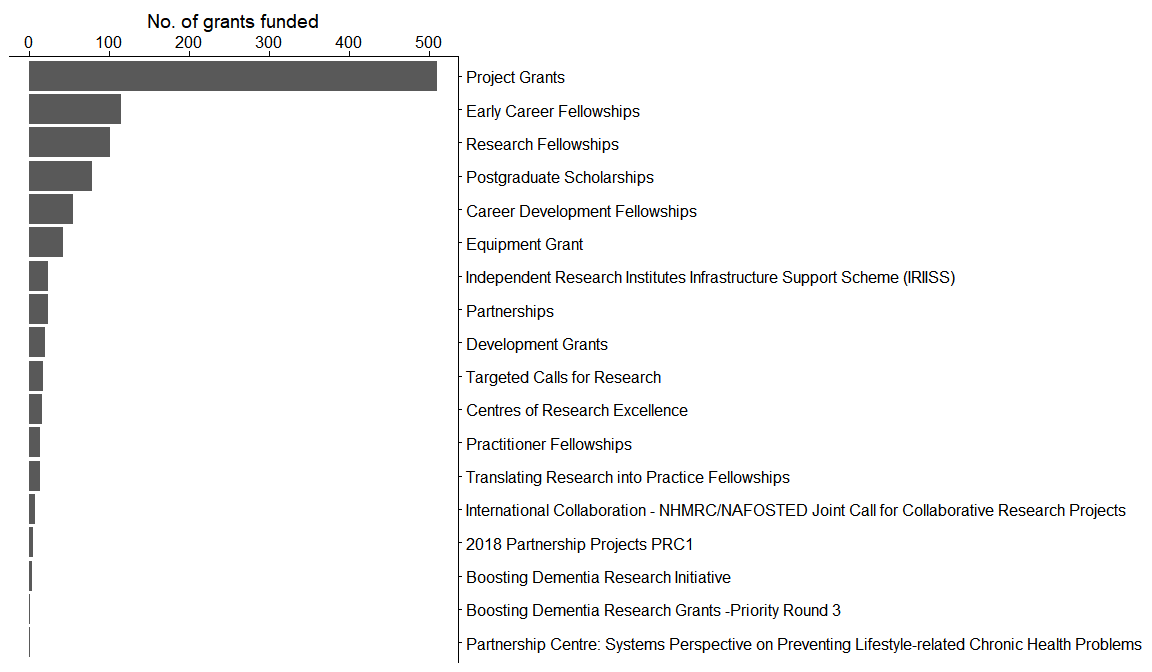 No. of grants funded
0 100 200 300 400 500
Project Grants
Early Career Fellowships
Research Fellowships
Postgraduate Scholarships
Career Development Fellowships
Equipment Grant
Independent Research Institutes Infrastructure Support Scheme (IRIISS)
Partnerships
Development Grants
Targeted Calls for Research
Centres of Research Excellence
Practitioner Fellowships
Translating Research into Practice Fellowships
International Collaboration - NHMRC/NAFOSTED Joint Call for Collaborative Research Projects
2018 Partnership Projects PRC1
Boosting Dementia Research Initiative
Boosting Dementia Research Grants -Priority Round 3
Partnership Centre: Systems Perspective on Preventing Lifestyle-related Chronic Health Problems